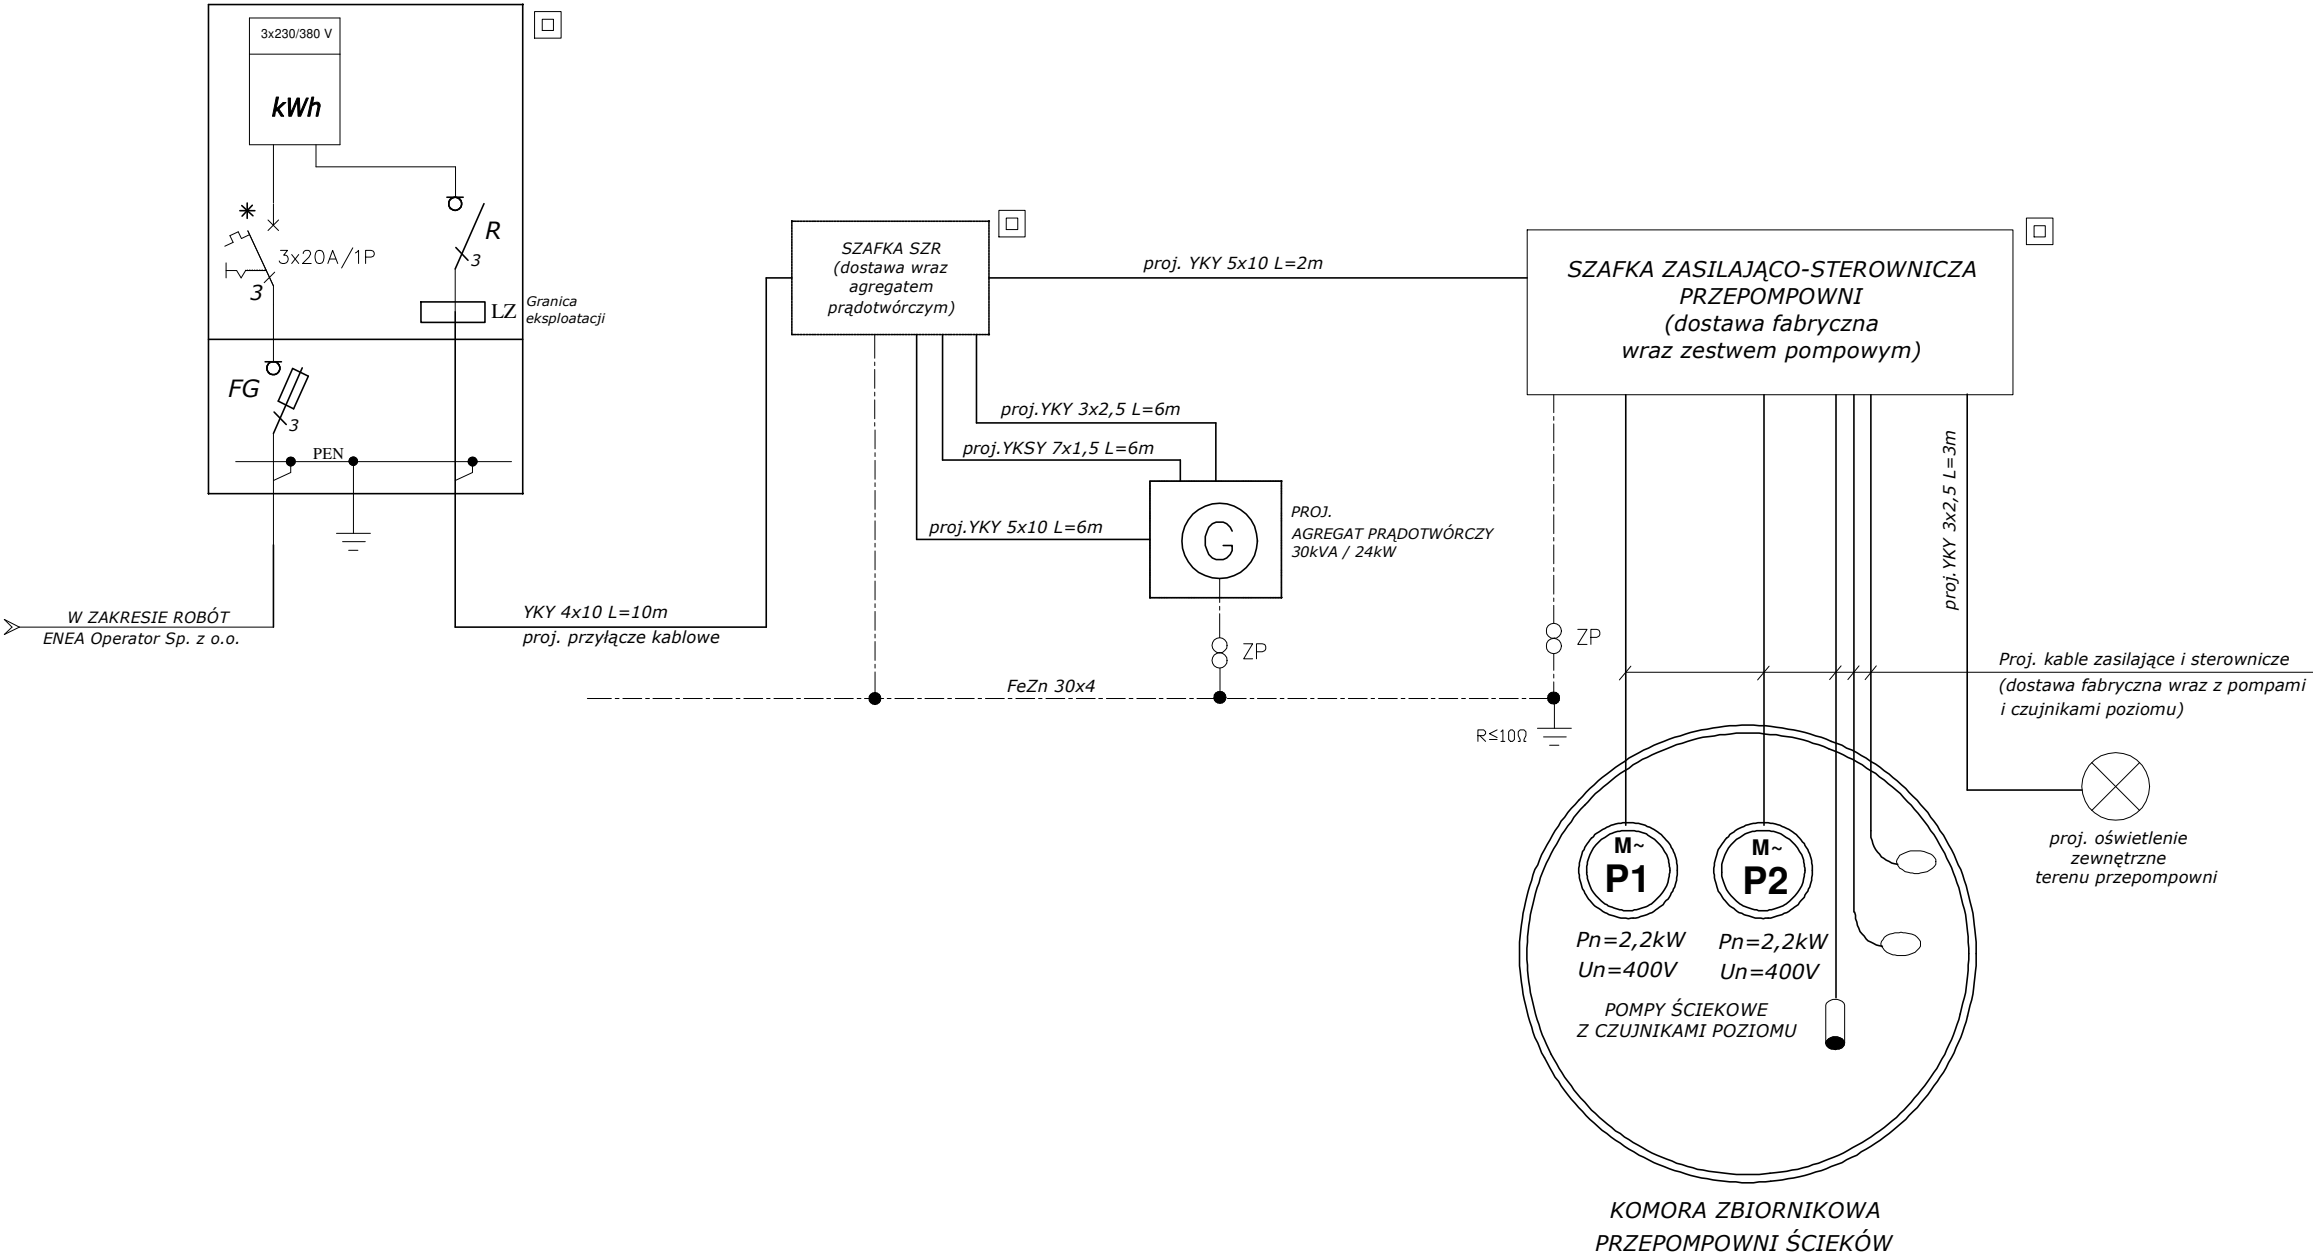 3x230/380 V
kWh
3x20A/1P
3
R
3
LZ
Granica
eksploatacji
FG
3
PEN
W ZAKRESIE ROBÓT
ENEA Operator Sp. z o.o.
YKY 4x10 L=10m
proj. przyłącze kablowe
SZAFKA SZR
(dostawa wraz
agregatem
prądotwórczym)
proj. YKY 5x10 L=2m
proj.YKY 3x2,5 L=6m
proj.YKSY 7x1,5 L=6m
proj.YKY 5x10 L=6m
G
PROJ.
AGREGAT PRĄDOTWÓRCZY
30kVA / 24kW
ZP
FeZn 30x4
ZP
R≤10Ω
SZAFKA ZASILAJĄCO-STEROWNICZA
PRZEPOMPOWNI
(dostawa fabryczna
wraz zestwem pompowym)
proj.YKY 3x2,5 L=3m
Proj. kable zasilające i sterownicze
(dostawa fabryczna wraz z pompami
i czujnikami poziomu)
proj. oświetlenie
zewnętrzne
terenu przepompowni
M~
P1
M~
P2
Pn=2,2kW
Un=400V
Pn=2,2kW
Un=400V
POMPY ŚCIEKOWE
Z CZUJNIKAMI POZIOMU
KOMORA ZBIORNIKOWA
PRZEPOMPOWNI ŚCIEKÓW